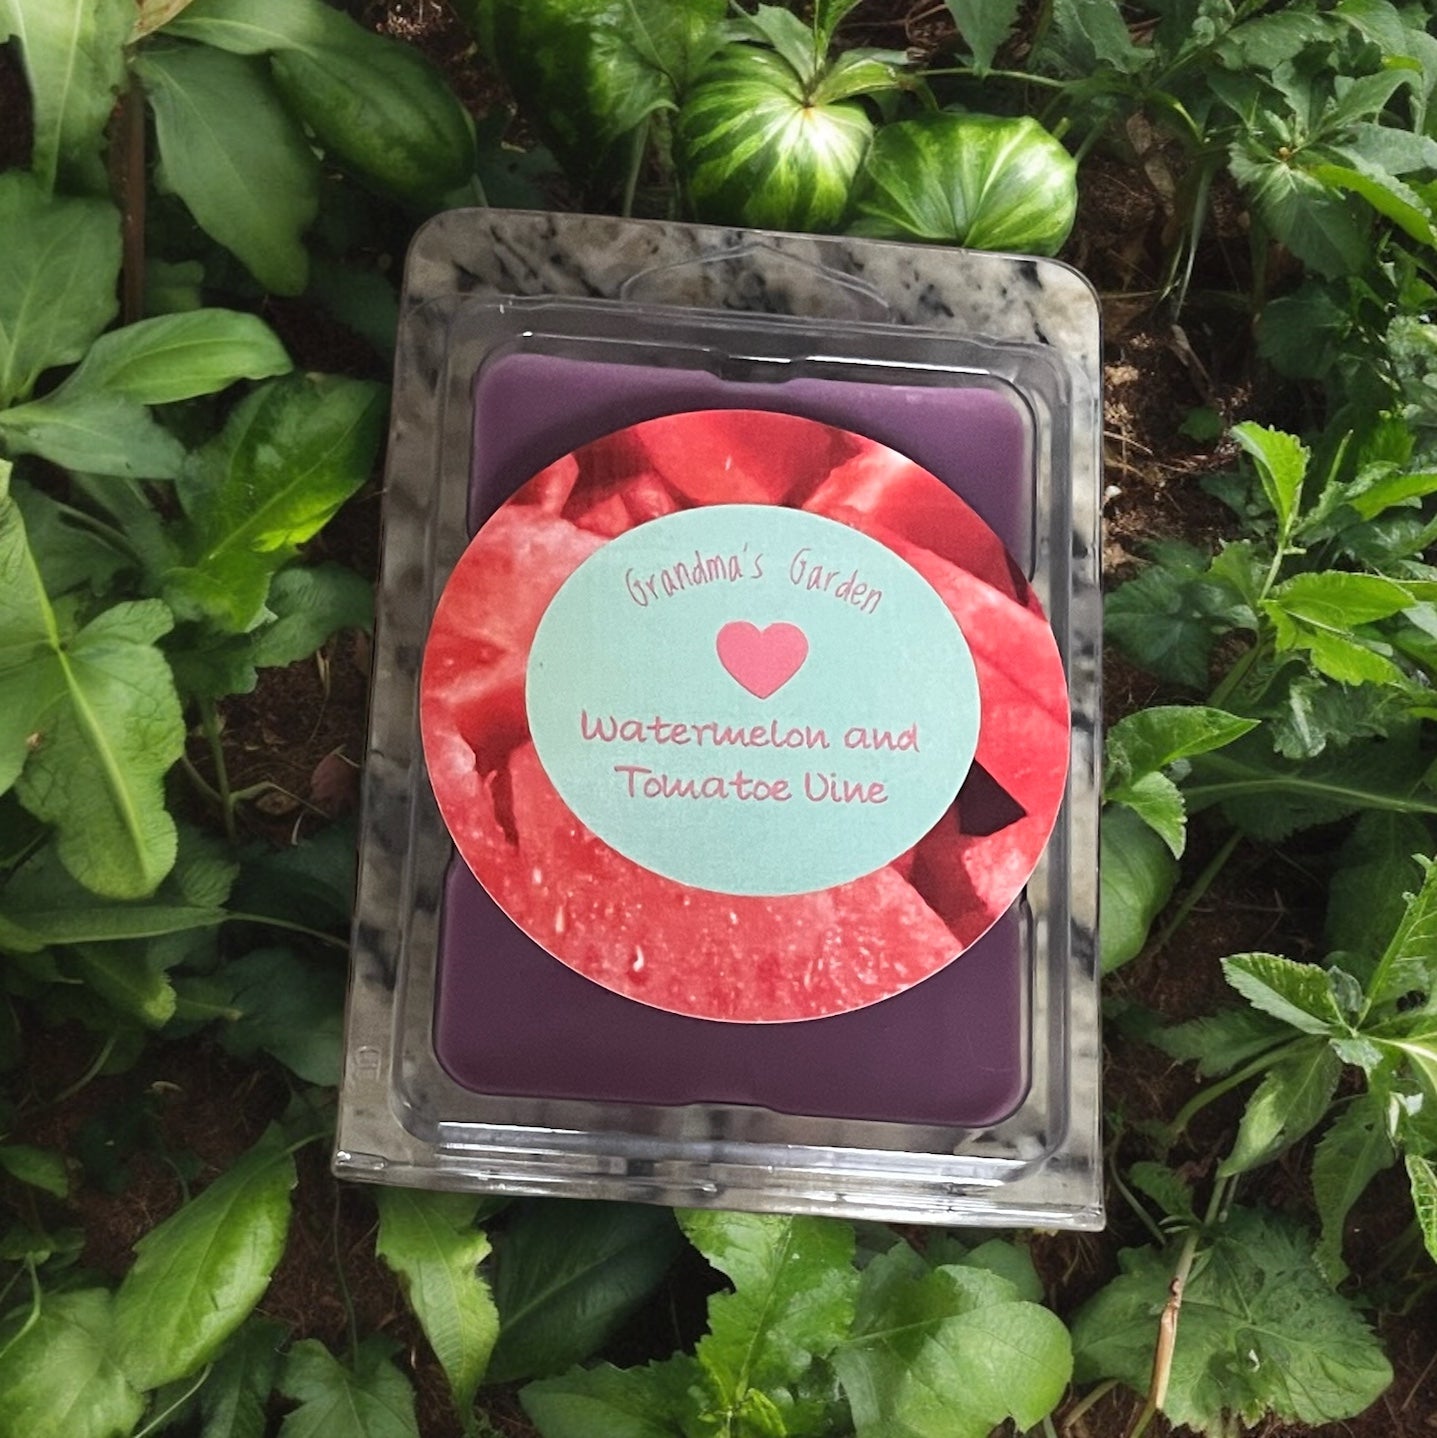 Grandma's Garden
Watermelon and
Tomatoe Vine